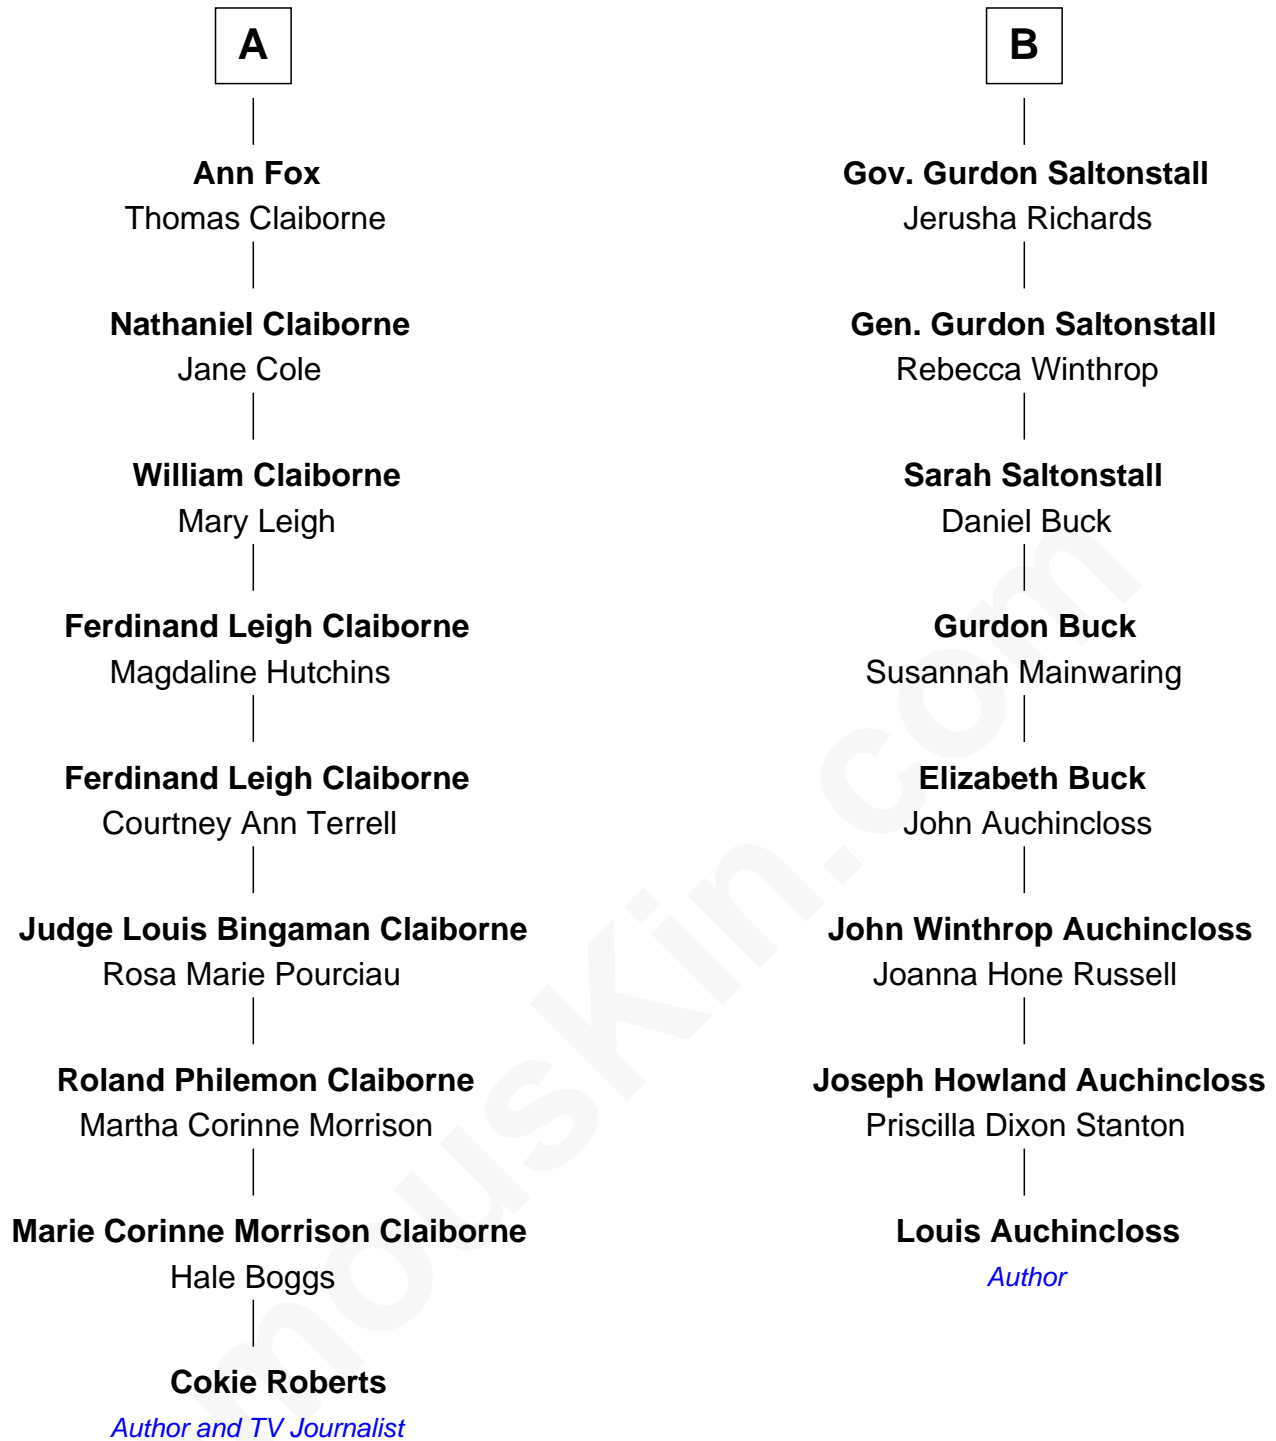 A
Ann Fox
Thomas Claiborne
Nathaniel Claiborne
Jane Cole
William Claiborne
Mary Leigh
Ferdinand Leigh Claiborne
Magdaline Hutchins
Ferdinand Leigh Claiborne
Courtney Ann Terrell
Judge Louis Bingaman Claiborne
Rosa Marie Pourciau
Roland Philemon Claiborne
Martha Corinne Morrison
Marie Corinne Morrison Claiborne
Hale Boggs
Cokie Roberts
Author and TV Journalist
B
Gov. Gurdon Saltonstall
Jerusha Richards
Gen. Gurdon Saltonstall
Rebecca Winthrop
Sarah Saltonstall
Daniel Buck
Gurdon Buck
Susannah Mainwaring
Elizabeth Buck
John Auchincloss
John Winthrop Auchincloss
Joanna Hone Russell
Joseph Howland Auchincloss
Priscilla Dixon Stanton
Louis Auchincloss
Author
mousKin.com